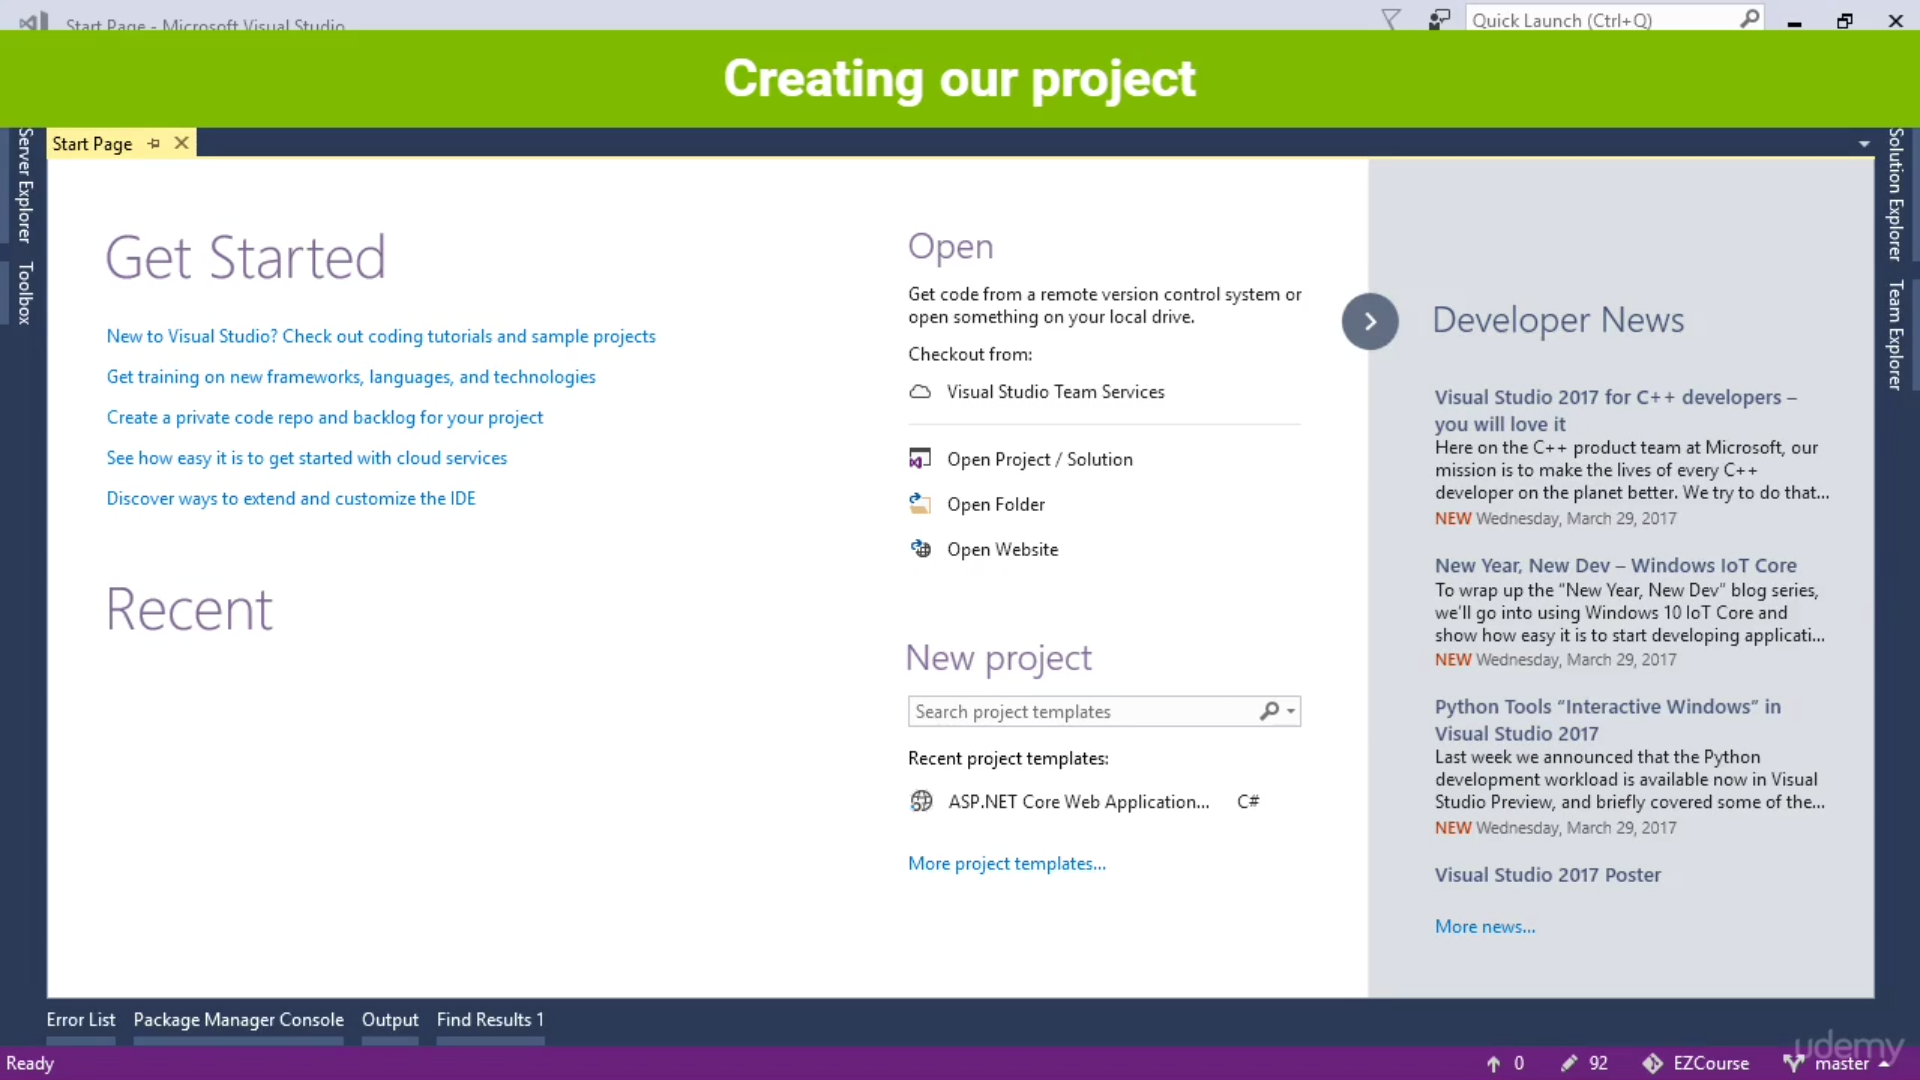 Start Page - Microsoft Visual Studio
Quick Launch (Ctrl+Q)
Creating our project
Server Explorer
Toolbox
Start Page
Get Started
New to Visual Studio? Check out coding tutorials and sample projects
Get training on new frameworks, languages, and technologies
Create a private code repo and backlog for your project
See how easy it is to get started with cloud services
Discover ways to extend and customize the IDE
Recent
Open
Get code from a remote version control system or
open something on your local drive.
Checkout from:
Visual Studio Team Services
Open Project / Solution
Open Folder
Open Website
New project
Search project templates
Recent project templates:
ASP.NET Core Web Application... C#
More project templates...
Developer News
Visual Studio 2017 for C++ developers –
you will love it
Here on the C++ product team at Microsoft, our
mission is to make the lives of every C++
developer on the planet better. We try to do that...
NEW Wednesday, March 29, 2017
New Year, New Dev – Windows IoT Core
To wrap up the “New Year, New Dev” blog series,
we’ll go into using Windows 10 IoT Core and
show how easy it is to start developing applicati...
NEW Wednesday, March 29, 2017
Python Tools “Interactive Windows” in
Visual Studio 2017
Last week we announced that the Python
development workload is available now in Visual
Studio Preview, and briefly covered some of the...
NEW Wednesday, March 29, 2017
Visual Studio 2017 Poster
More news...
Solution Explorer
Team Explorer
Error List Package Manager Console Output Find Results 1
Ready
0 92 EZCourse master
udemy